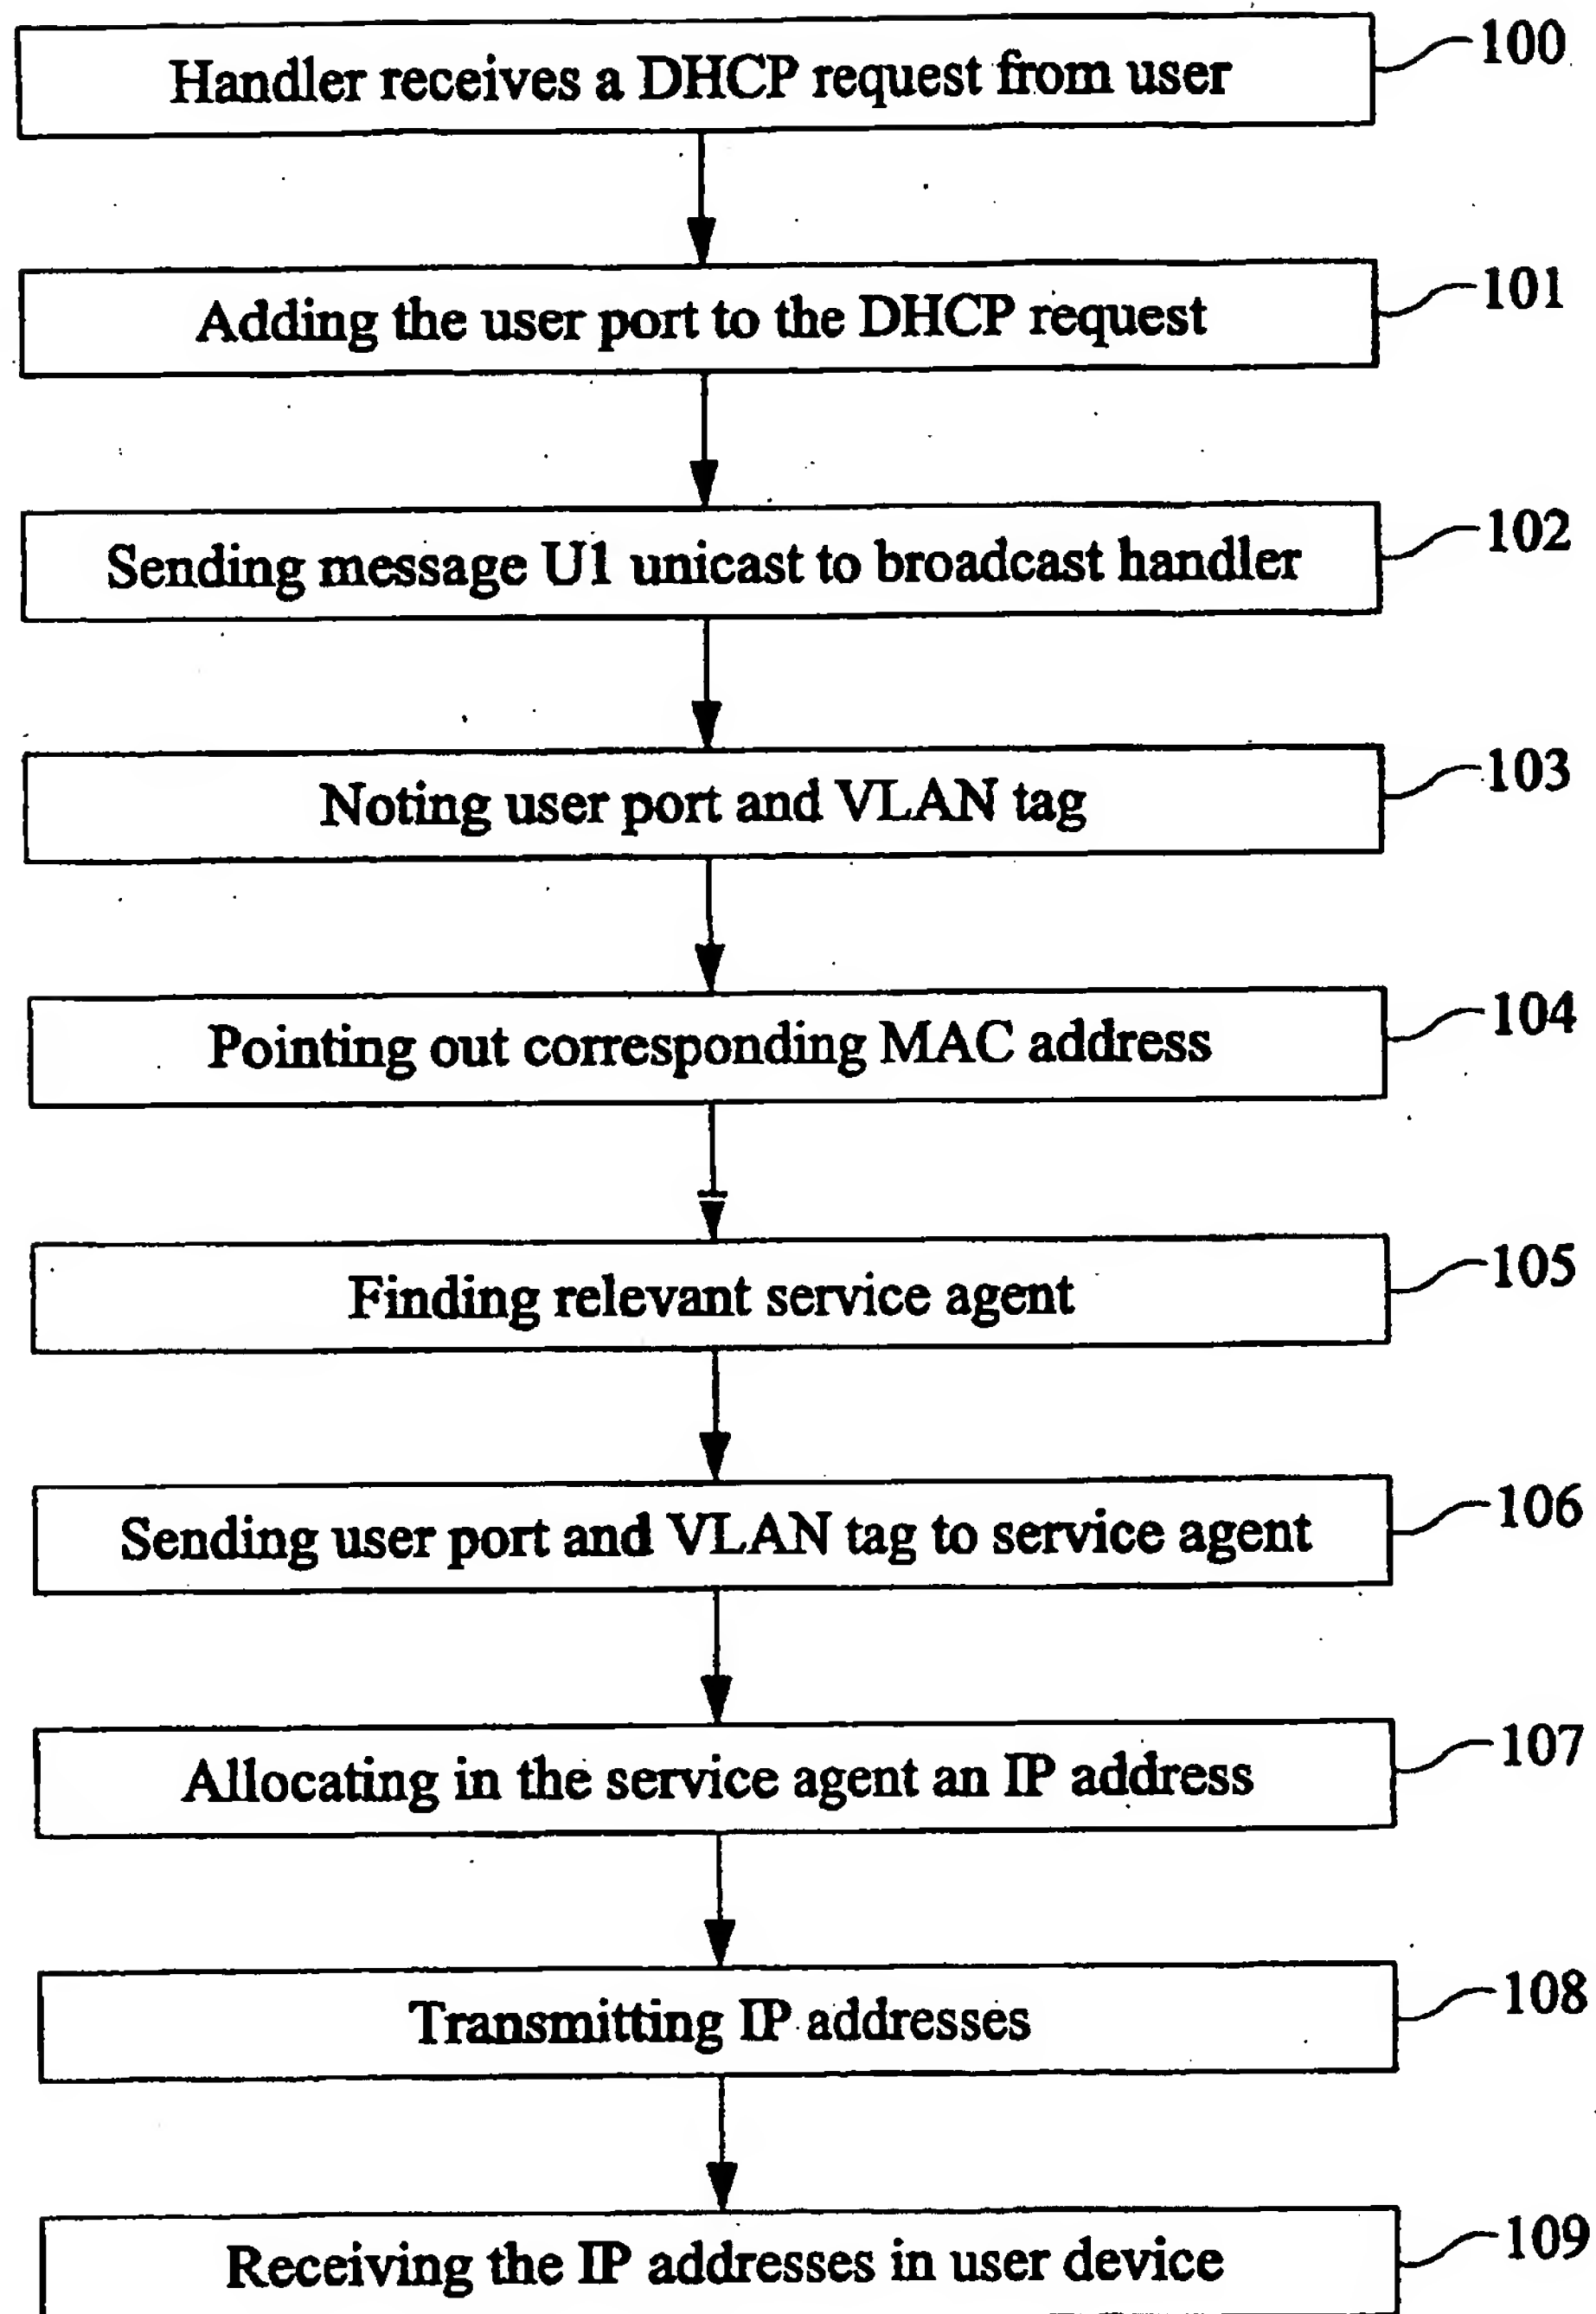 Handler receives a DHCP request from user 100
Adding the user port to the DHCP request 101
Sending message U1 unicast to broadcast handler 102
Noting user port and VLAN tag 103
Pointing out corresponding MAC address 104
Finding relevant service agent 105
Sending user port and VLAN tag to service agent 106
Allocating in the service agent an IP address 107
Transmitting IP addresses 108
Receiving the IP addresses in user device 109